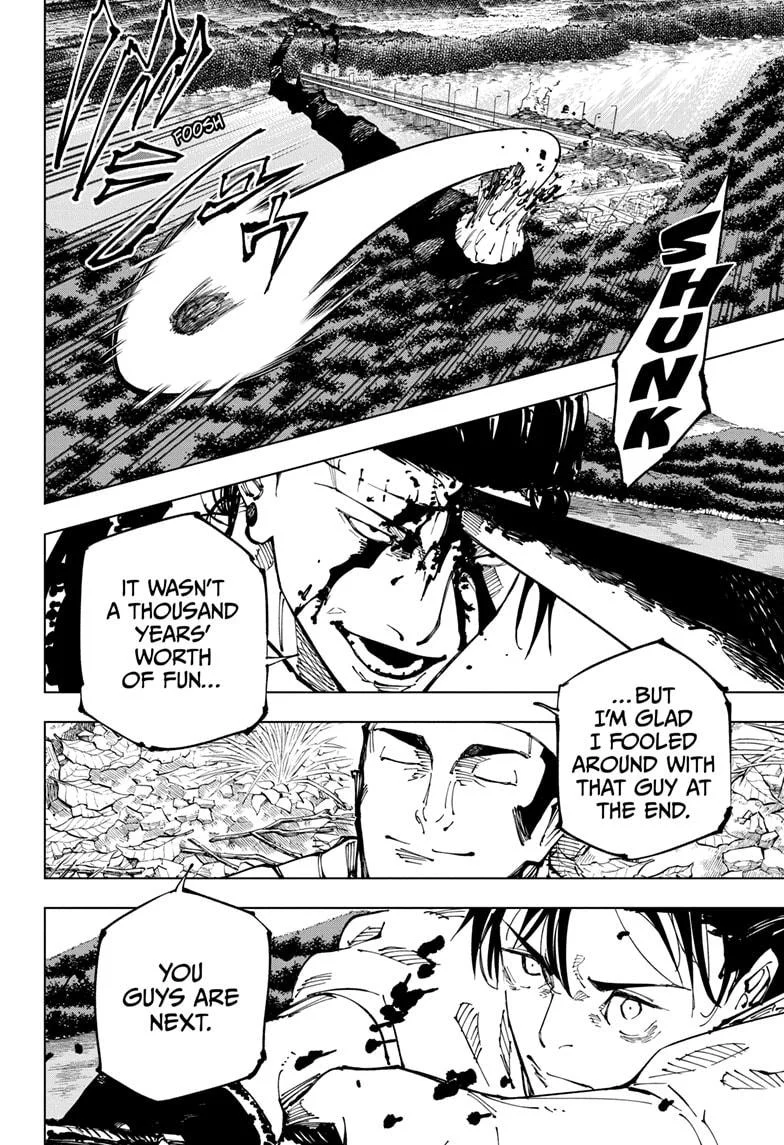 FOOSH
SHUNK
IT WASN'T
A THOUSAND
YEARS'
WORTH
OF FUN...
...BUT
I'M GLAD
I FOOLED
AROUND WITH
THAT GUY AT
THE END.
YOU
GUYS ARE
NEXT.